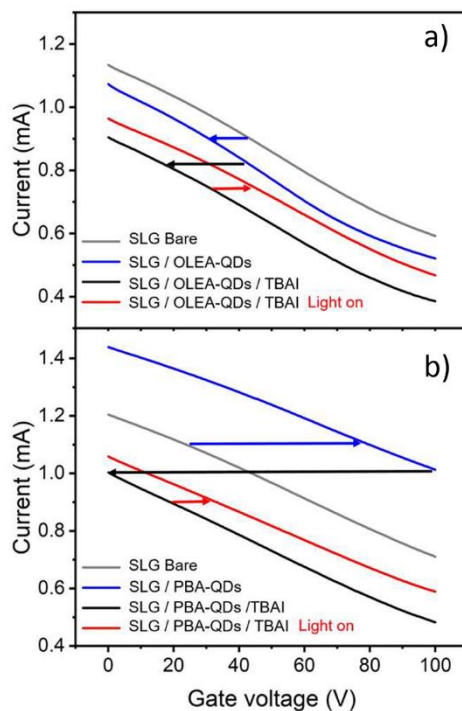 a)
1.2
1.0
0.8
0.6
0.4
Current (mA)
SLG Bare
SLG / OLEA-QDs
SLG / OLEA-QDs / TBAI
SLG / OLEA-QDs / TBAI Light on
b)
1.4
1.2
1.0
0.8
0.6
0.4
Current (mA)
SLG Bare
SLG / PBA-QDs
SLG / PBA-QDs /TBAI
SLG / PBA-QDs / TBAI Light on
0 20 40 60 80 100
Gate voltage (V)